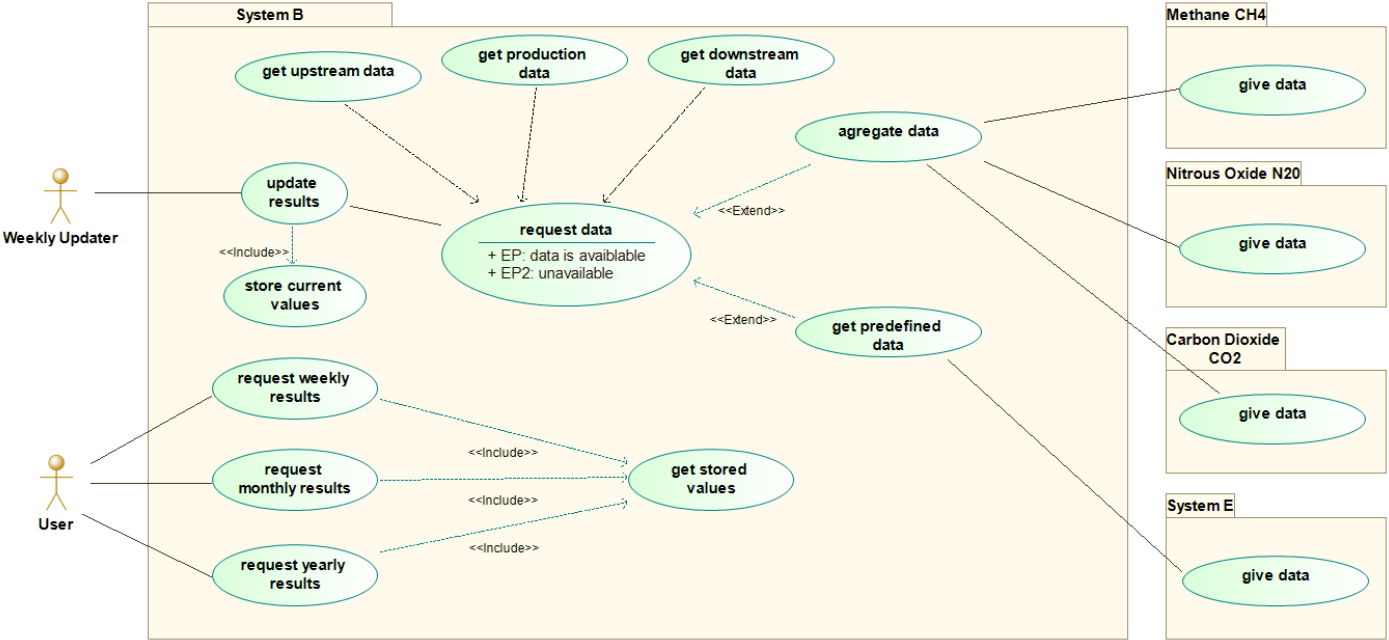 System B
Methane CH4
get upstream data
get production
data
get downstream
data
give data
agregate data
Nitrous Oxide N20
update
results
Weekly Updater
<<Extend>>
request data
+ EP: data is avaiblable
+ EP2: unavailable
give data
<<Include>>
store current
values
<<Extend>>
get predefined
data
Carbon Dioxide
CO2
request weekly
results
give data
<<Include>>
request
monthly results
get stored
values
<<Include>>
User
System E
<<Include>>
request yearly
results
give data